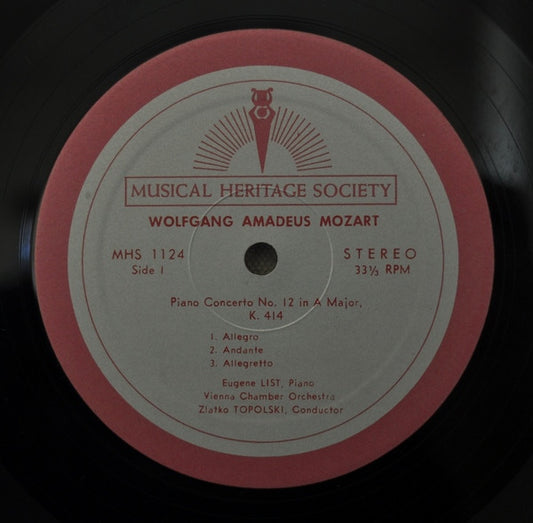 MUSICAL HERITAGE SOCIETY
WOLFGANG AMADEUS MOZART
MHS 1124 STEREO
Side I 33⅓ RPM
Piano Concerto No. 12 in A Major,
K. 414
1. Allegro
2. Andante
3. Allegretto
Eugene LIST, Piano
Vienna Chamber Orchestra
Zlatko TOPOLSKI, Conductor